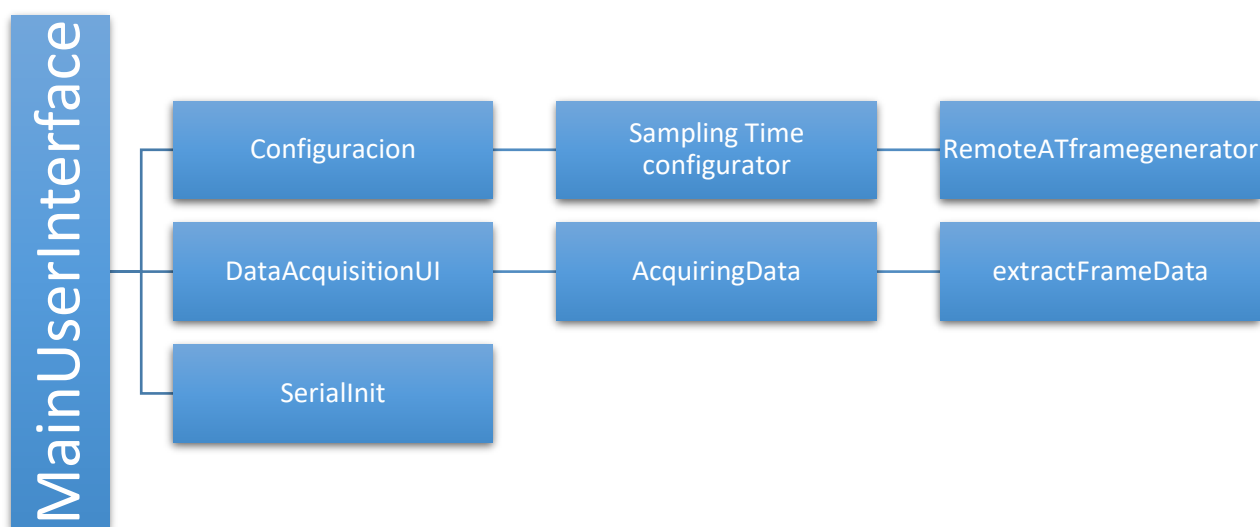 MainUserInterface
Configuracion
Sampling Time
configurator
RemoteATframegenerator
DataAcquisitionUI
AcquiringData
extractFrameData
SerialInit